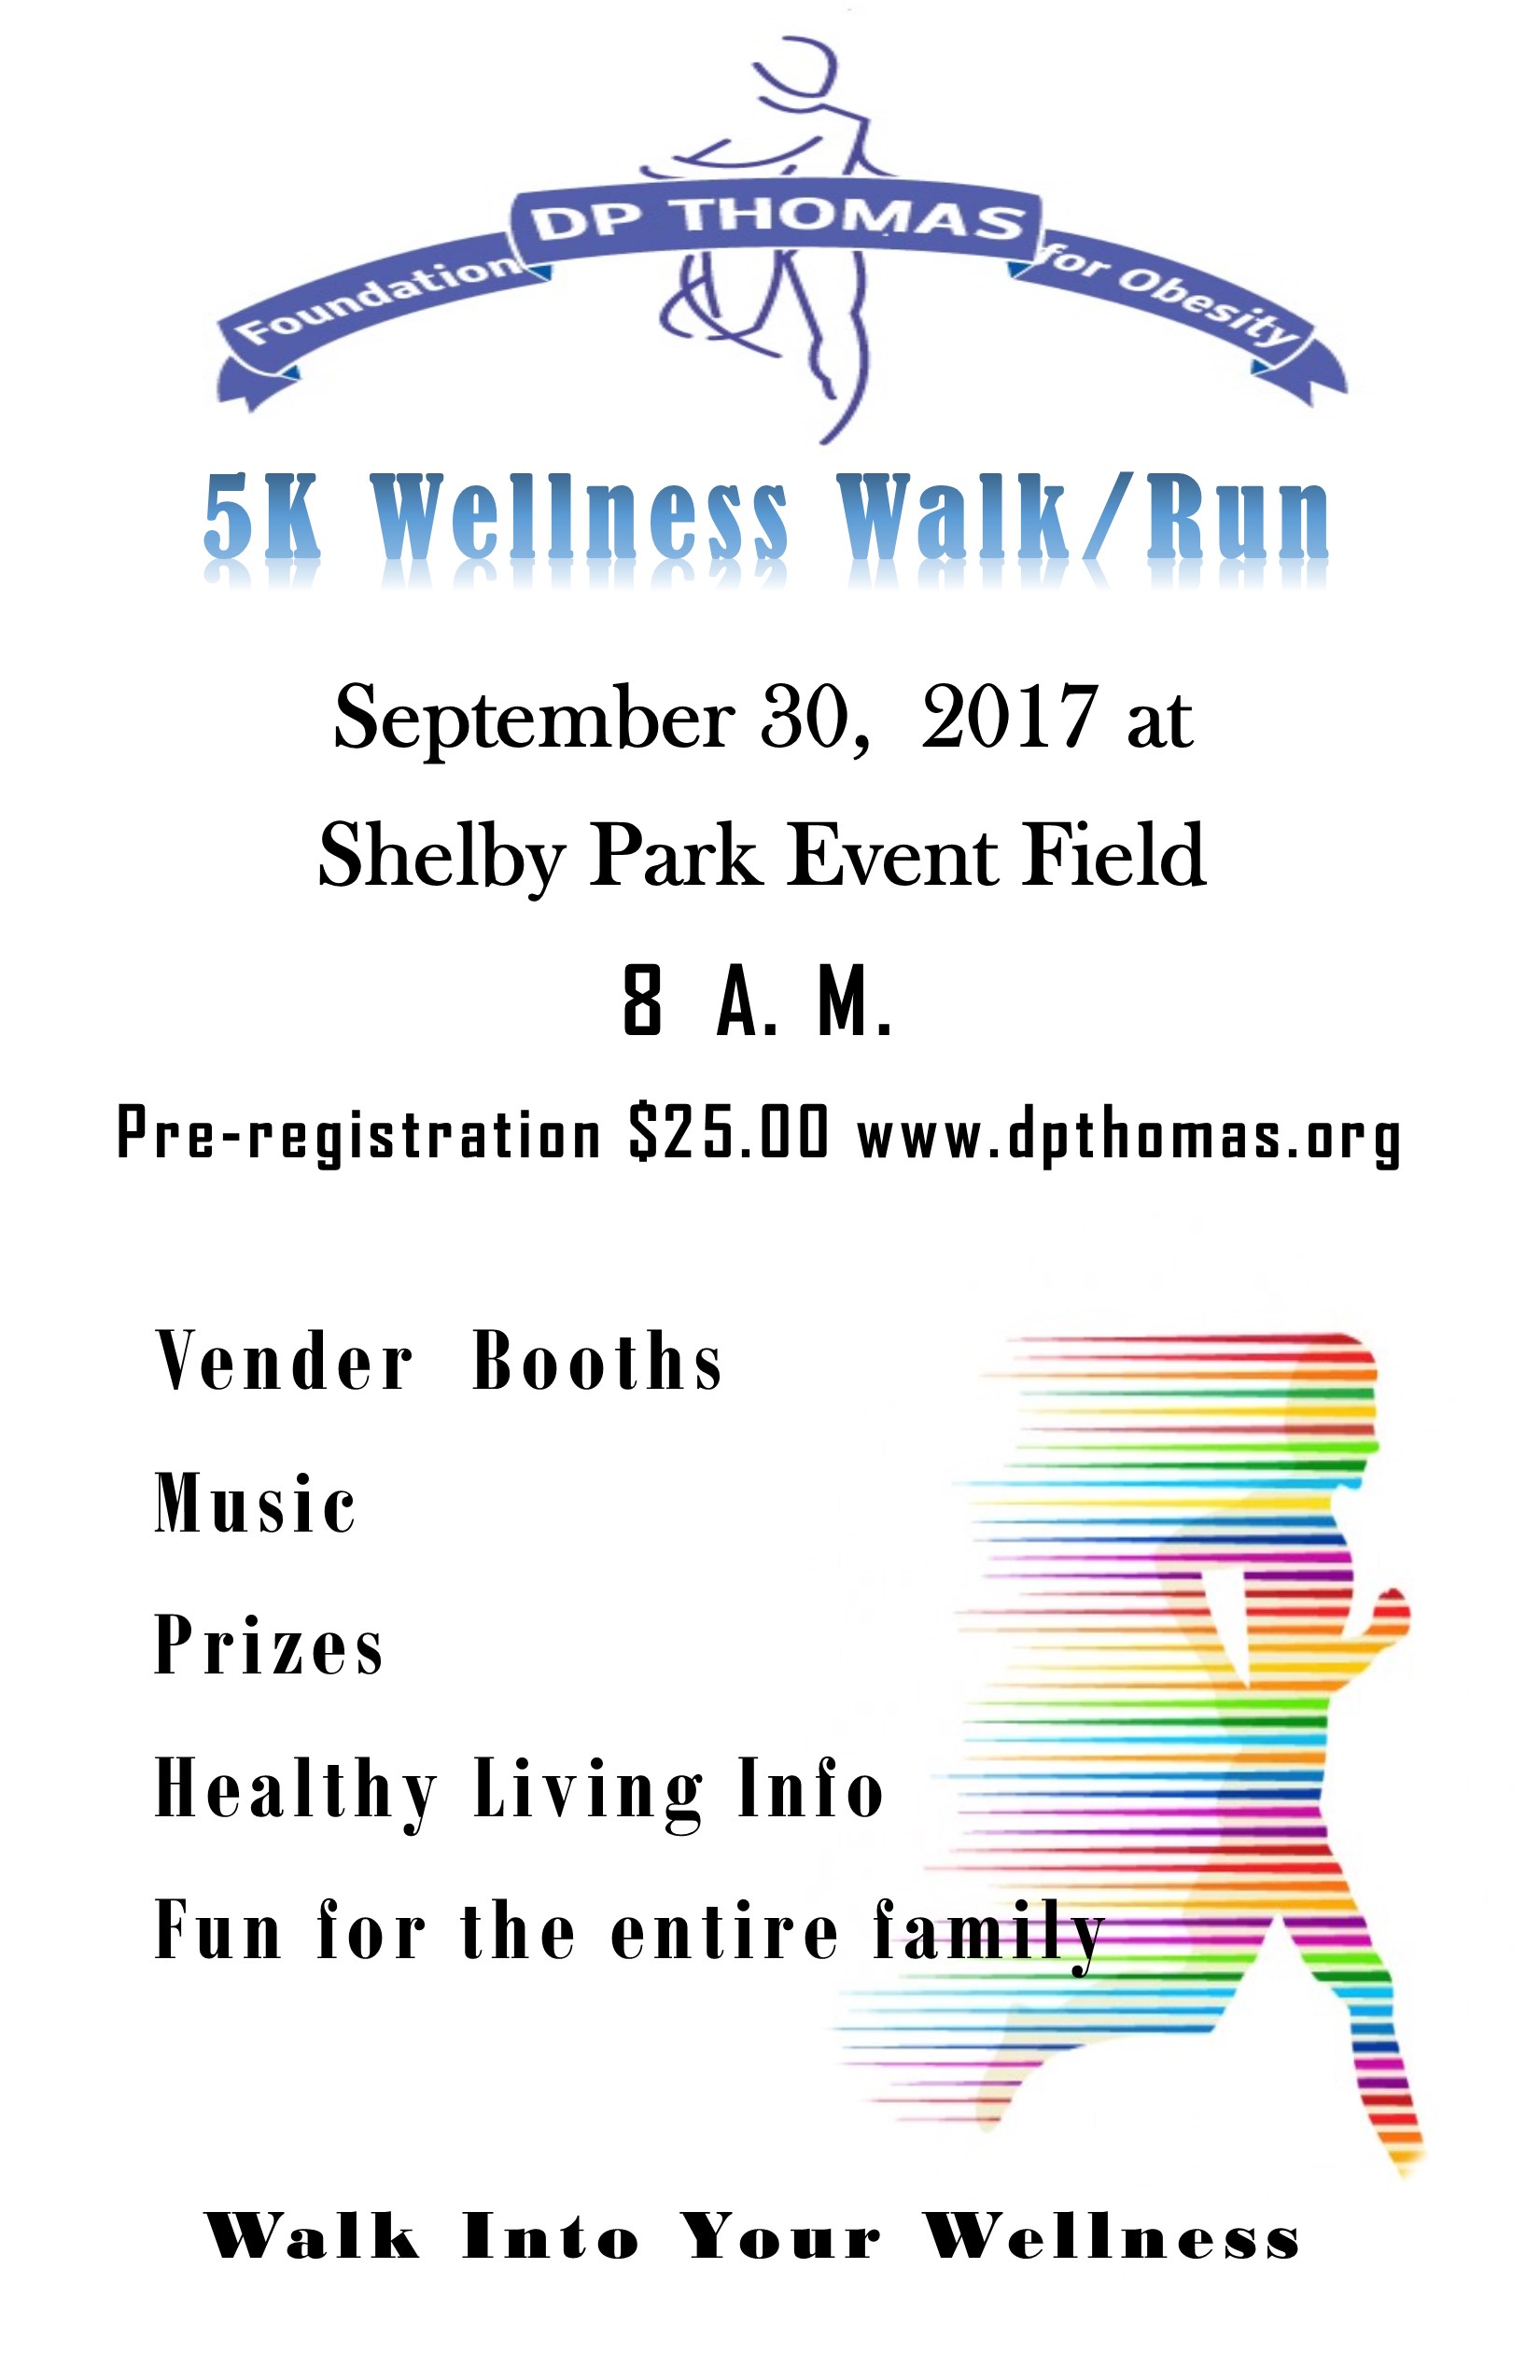 Foundation DP THOMAS for Obesity
5K Wellness Walk/Run
September 30, 2017 at
Shelby Park Event Field
8 A. M.
Pre-registration $25.00 www.dpthomas.org
Vender Booths
Music
Prizes
Healthy Living Info
Fun for the entire family
Walk Into Your Wellness